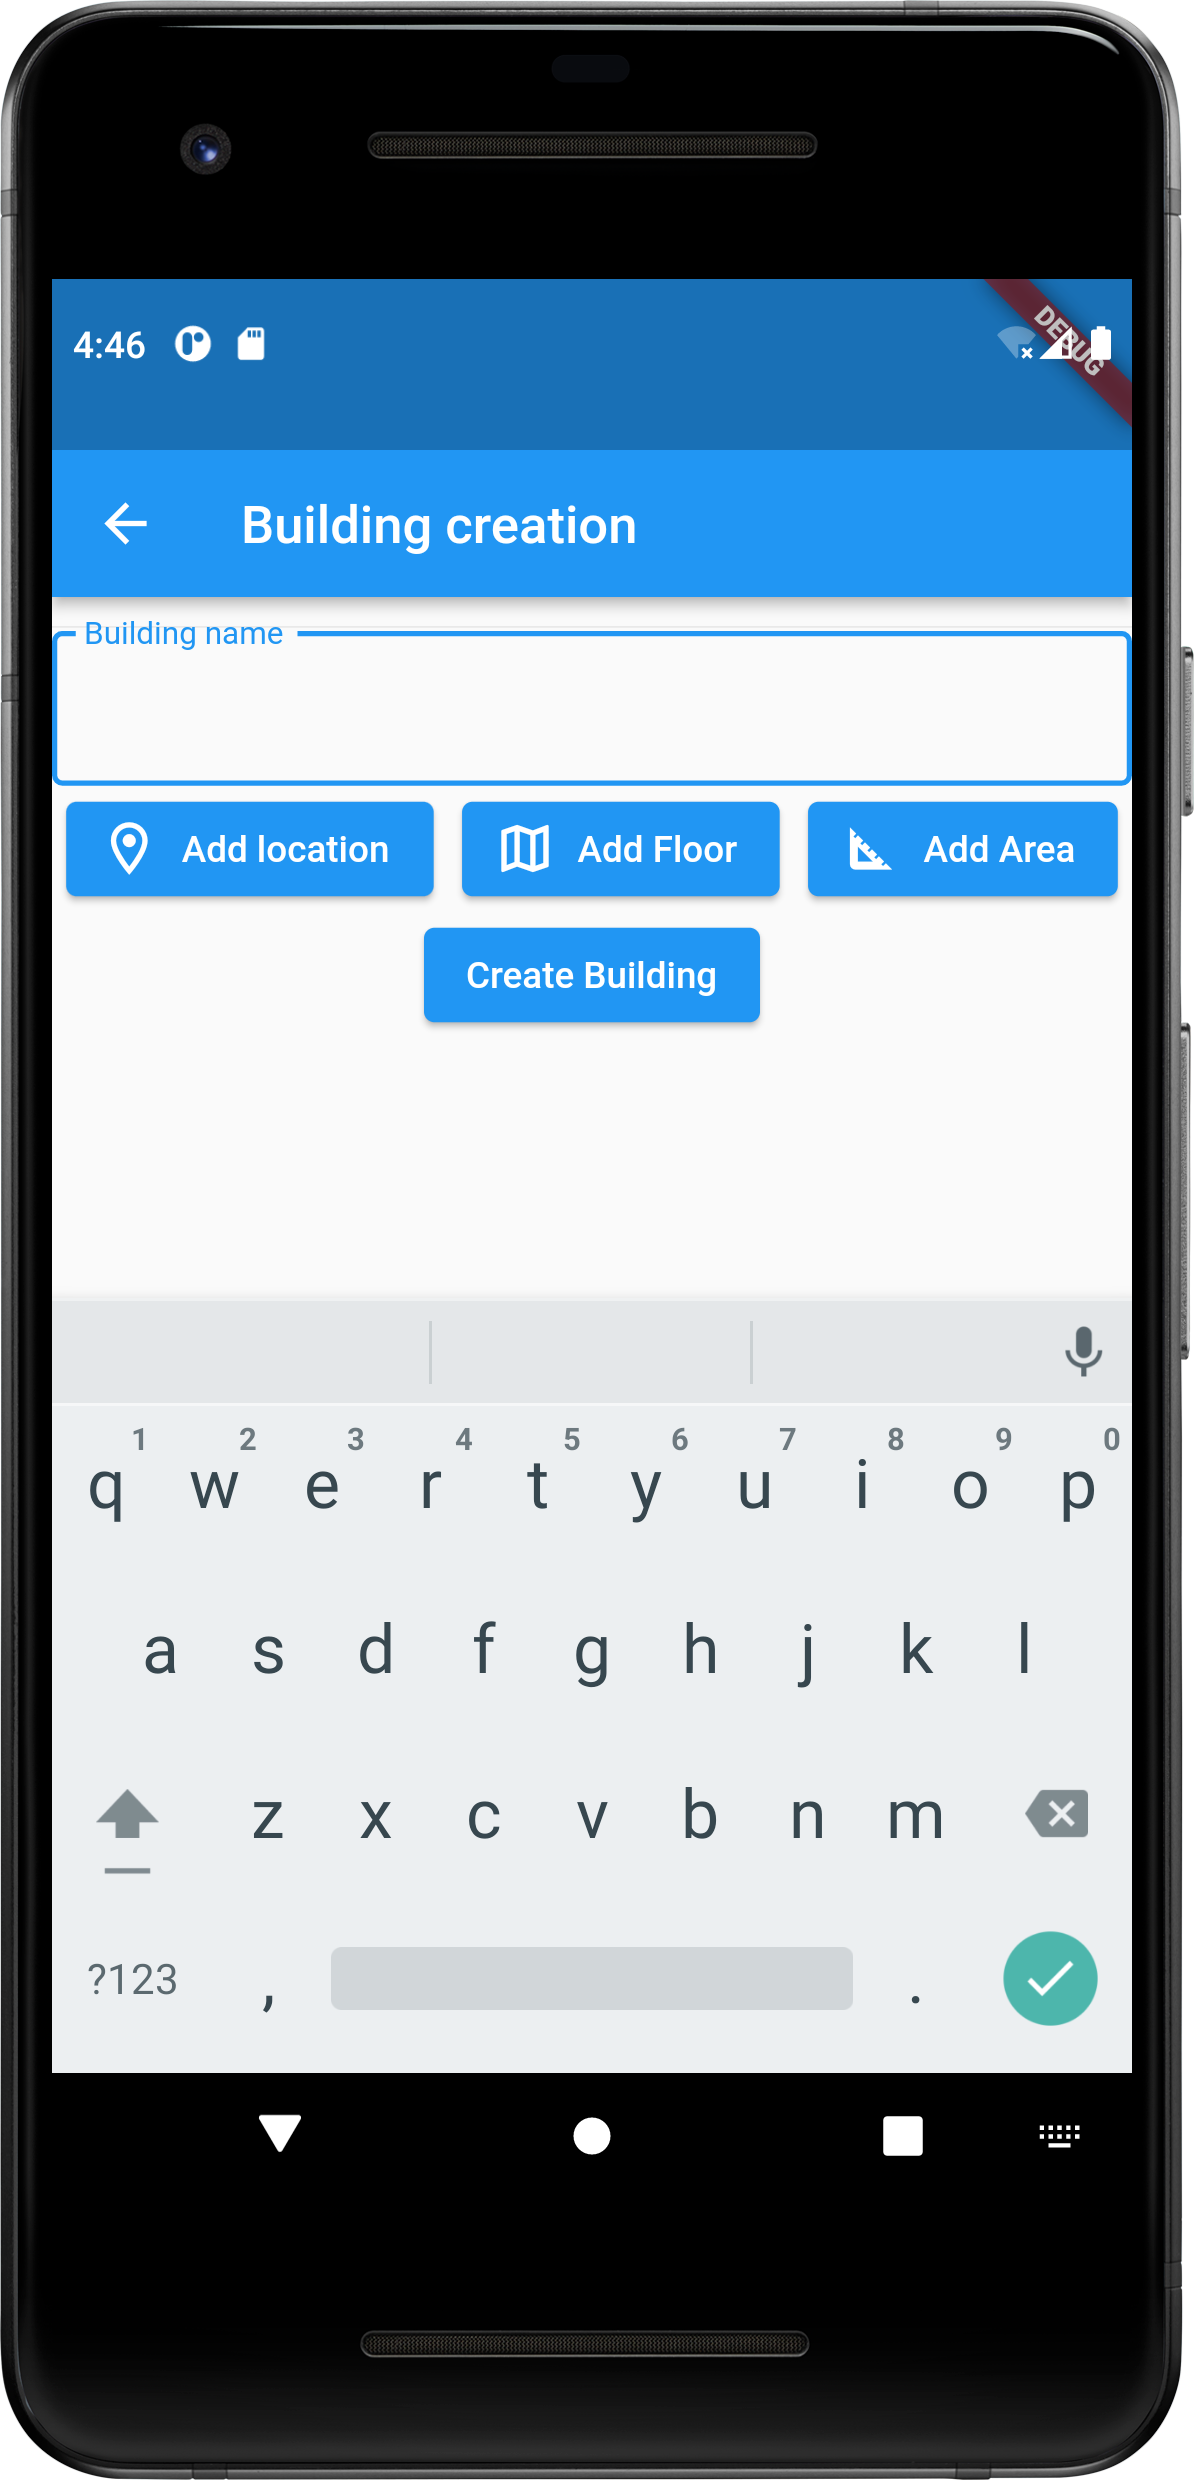 4:46
DEBUG
Building creation
Building name
Add location Add Floor Add Area
Create Building
1 2 3 4 5 6 7 8 9 0
q w e r t y u i o p
a s d f g h j k l
z x c v b n m
?123 , .